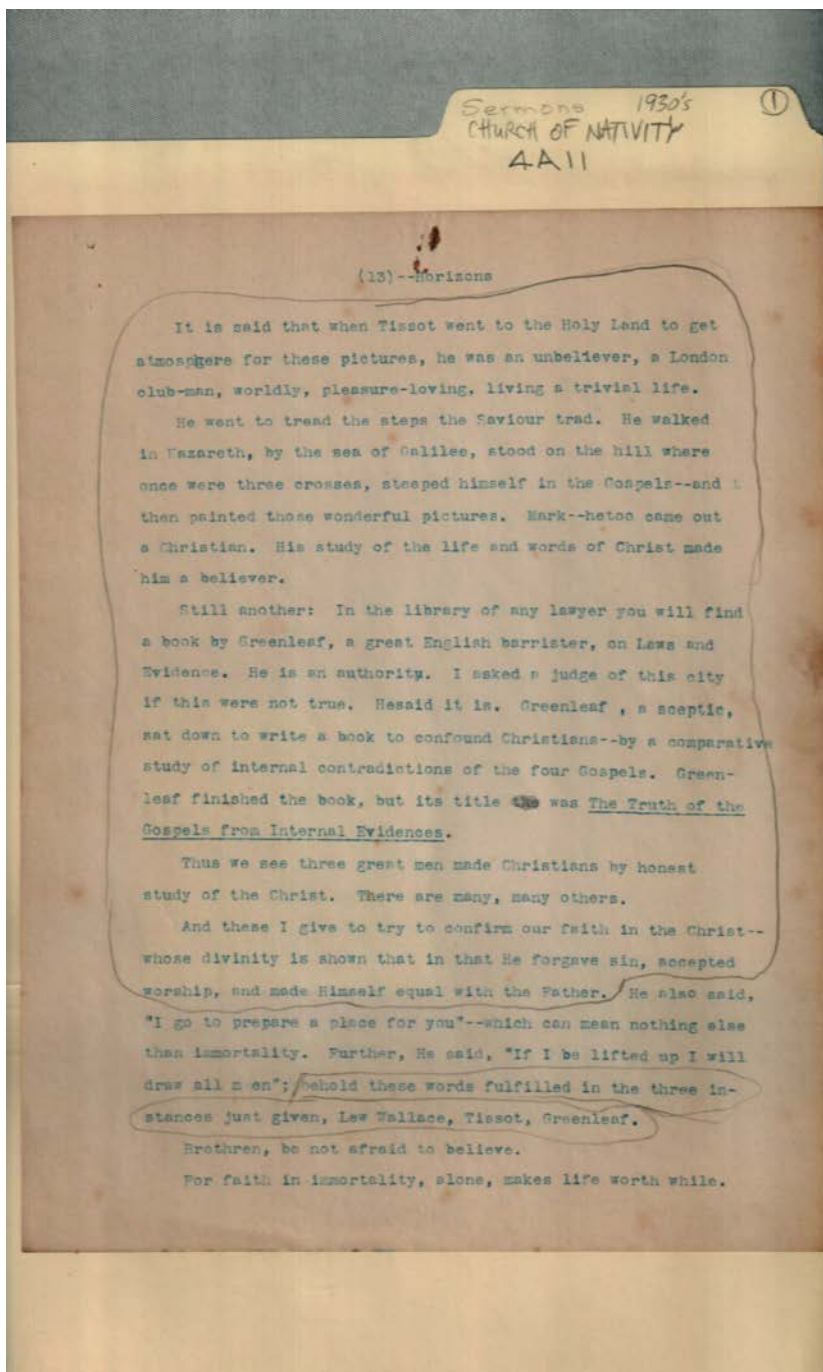 Sermons 1930's 1
CHURCH OF NATIVITY
4A11
(13)--Horizons
It is said that when Tissot went to the Holy Land to get
atmosphere for these pictures, he was an unbeliever, a London
club-man, worldly, pleasure-loving, living a trivial life.
He went to tread the steps the Saviour trad. He walked
in Nazareth, by the sea of Galilee, stood on the hill where
once were three crosses, steeped himself in the Gospels--and
then painted those wonderful pictures. Mark--hetoo came out
a Christian. His study of the life and words of Christ made
him a believer.
Still another: In the library of any lawyer you will find
a book by Greenleaf, a great English barrister, on Laws and
Evidence. He is an authority. I asked a judge of this city
if this were not true. Hesaid it is. Greenleaf , a sceptic,
sat down to write a book to confound Christians--by a comparative
study of internal contradictions of the four Gospels. Green-
leaf finished the book, but its title was The Truth of the
Gospels from Internal Evidences.
Thus we see three great men made Christians by honest
study of the Christ. There are many, many others.
And these I give to try to confirm our faith in the Christ--
whose divinity is shown that in that He forgave sin, accepted
worship, and made Himself equal with the Father. He also said,
"I go to prepare a place for you"--which can mean nothing else
than immortality. Further, He said, "If I be lifted up I will
draw all m en"; behold these words fulfilled in the three in-
stances just given, Lew Wallace, Tissot, Greenleaf.
Brethren, be not afraid to believe.
For faith in immortality, alone, makes life worth while.